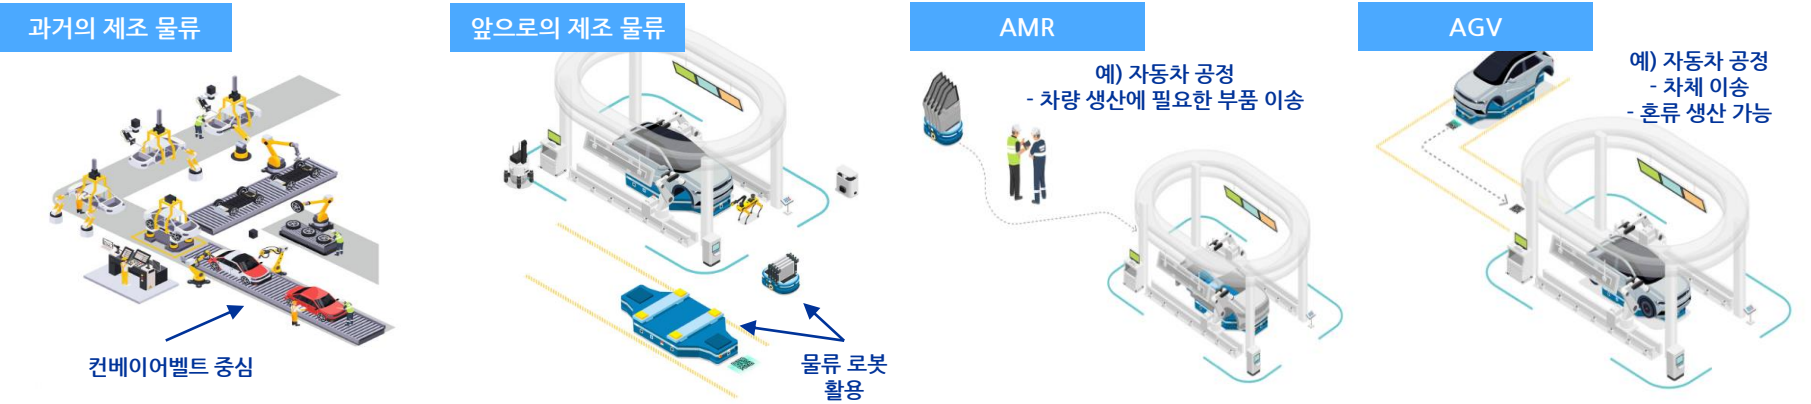 과거의 제조 물류
컨베이어벨트 중심
앞으로의 제조 물류
물류 로봇
활용
AMR
예) 자동차 공정
- 차량 생산에 필요한 부품 이송
AGV
예) 자동차 공정
- 차체 이송
- 혼류 생산 가능